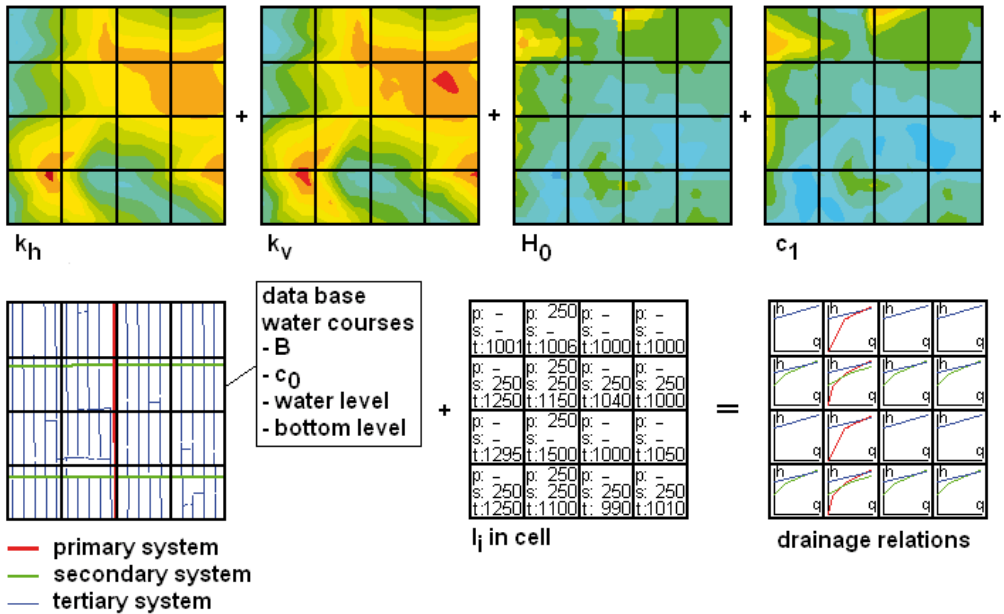 + + + +
k_h k_v H_0 c_1
data base
water courses
- B
- c_0
- water level
- bottom level
+
p: - p: 250 p: - p: -
s: - s: - s: - s: -
t:1001 t:1006 t:1000 t:1000
p: - p: 250 p: - p: -
s: 250 s: 250 s: 250 s: 250
t:1250 t:1150 t:1040 t:1000
p: - p: 250 p: - p: -
s: - s: - s: - s: -
t:1295 t:1500 t:1000 t:1050
p: - p: 250 p: - p: -
s: 250 s: 250 s: 250 s: 250
t:1250 t:1100 t: 990 t:1010
l_i in cell
=
h h h h
q q q q
h h h h
q q q q
h h h h
q q q q
h h h h
q q q q
drainage relations
primary system
secondary system
tertiary system